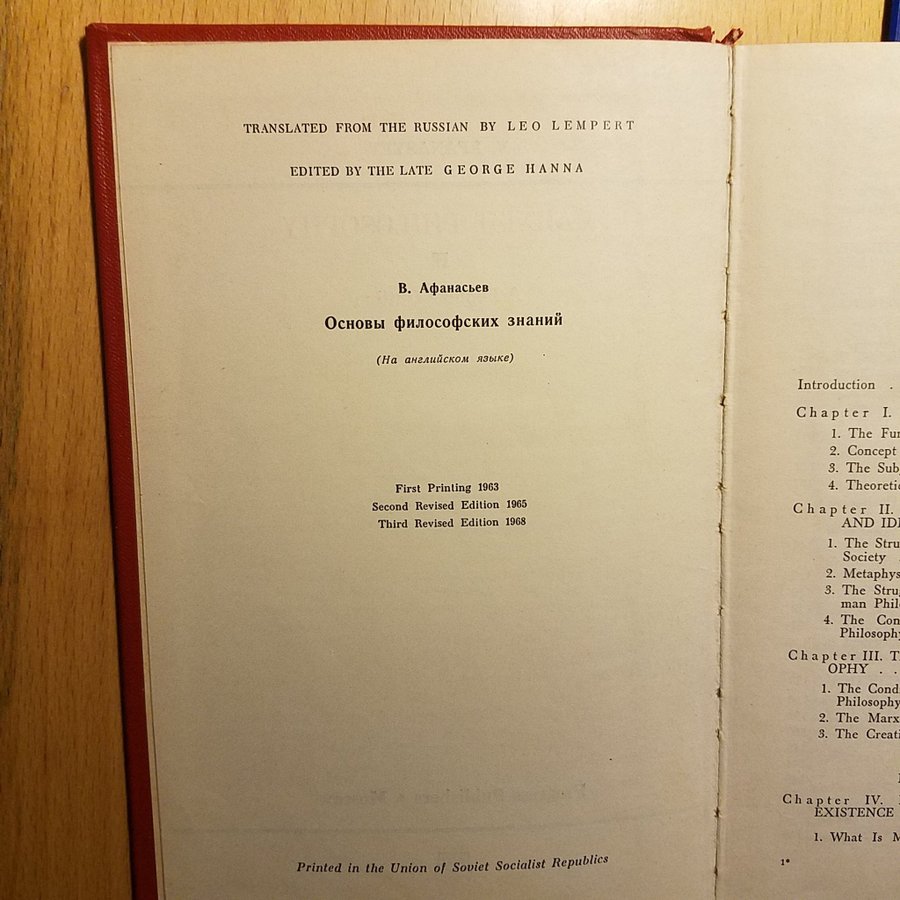 TRANSLATED FROM THE RUSSIAN BY LEO LEMPERT
EDITED BY THE LATE GEORGE HANNA
В. Афанасьев
Основы философских знаний
(На английском языке)
First Printing 1963
Second Revised Edition 1965
Third Revised Edition 1968
Printed in the Union of Soviet Socialist Republics
Introduction .
Chapter I.
1. The
2. Concept
3. The
4.
Chapter II.
AND
1. The
Society
2.
3. The
man
4. The
Chapter III.
OPHY . .
1. The
Philosophy
2. The
3. The
Chapter IV.
EXISTENCE
1. What Is
1*